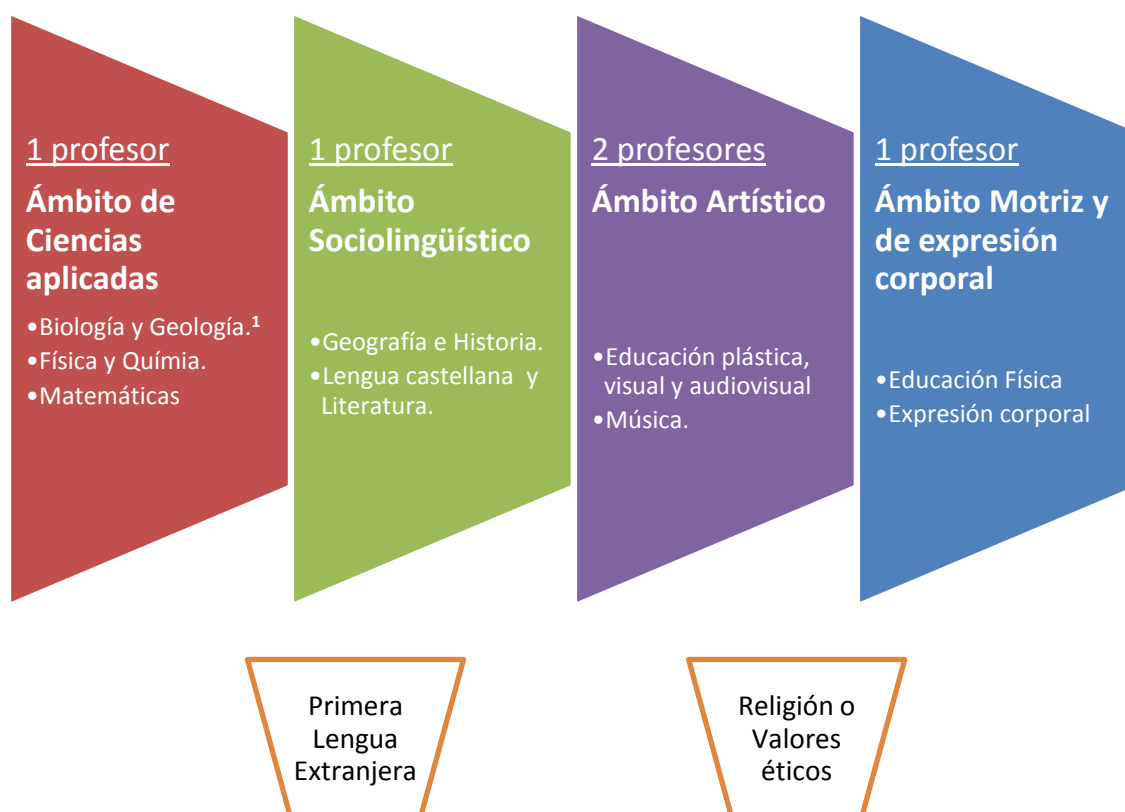 1 profesor
Ámbito de
Ciencias
aplicadas
•Biología y Geología.¹
•Física y Químia.
•Matemáticas
1 profesor
Ámbito
Sociolingüístico
•Geografía e Historia.
•Lengua castellana y
Literatura.
2 profesores
Ámbito Artístico
•Educación plástica,
visual y audiovisual
•Música.
1 profesor
Ámbito Motriz y
de expresión
corporal
•Educación Física
•Expresión corporal
Primera
Lengua
Extranjera
Religión o
Valores
éticos